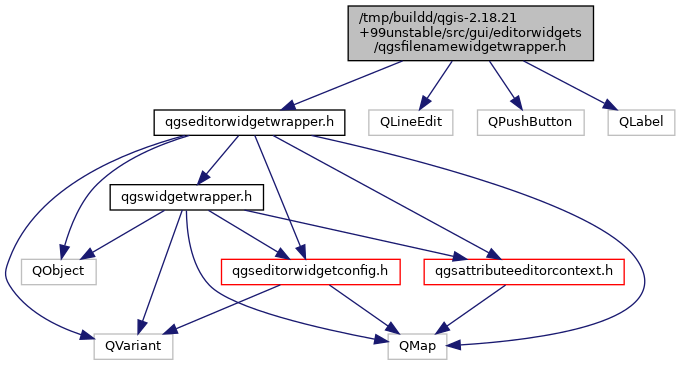 /tmp/buildd/qgis-2.18.21
+99unstable/src/gui/editorwidgets
/qgsfilenamewidgetwrapper.h
qgseditorwidgetwrapper.h
QLineEdit
QPushButton
QLabel
qgswidgetwrapper.h
QObject
qgseditorwidgetconfig.h
qgsattributeeditorcontext.h
QVariant
QMap